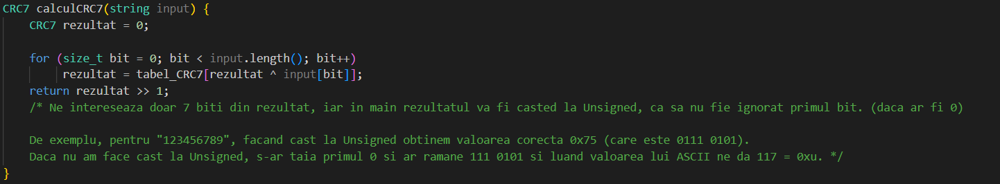 CRC7 calculCRC7(string input) {
    CRC7 rezultat = 0;

    for (size_t bit = 0; bit < input.length(); bit++)
         rezultat = tabel_CRC7[rezultat ^ input[bit]];
    return rezultat >> 1;
    /* Ne intereseaza doar 7 biti din rezultat, iar in main rezultatul va fi casted la Unsigned, ca sa nu fie ignorat primul bit. (daca ar fi 0)

    De exemplu, pentru "123456789", facand cast la Unsigned obtinem valoarea corecta 0x75 (care este 0111 0101).
    Daca nu am face cast la Unsigned, s-ar taia primul 0 si ar ramane 111 0101 si luand valoarea lui ASCII ne da 117 = 0xu. */
}